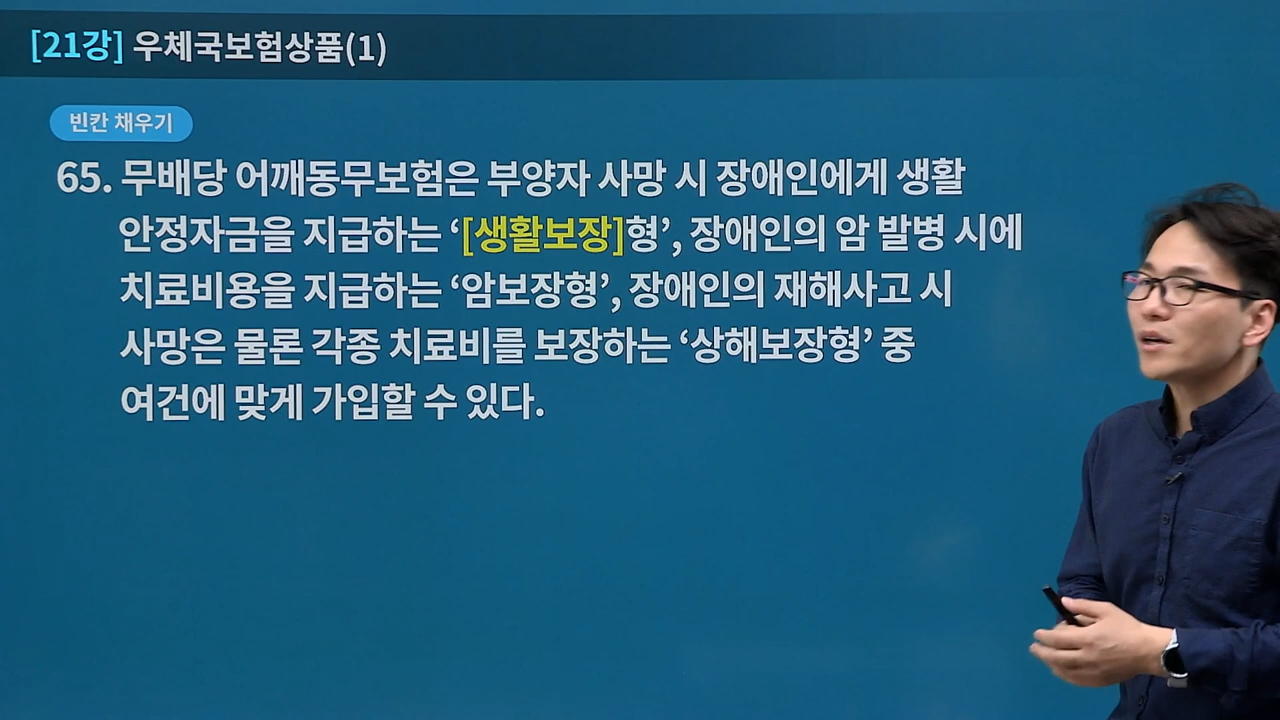 [21강] 우체국보험상품(1)
빈칸 채우기
65. 무배당 어깨동무보험은 부양자 사망 시 장애인에게 생활
안정자금을 지급하는 ‘[생활보장]형’, 장애인의 암 발병 시에
치료비용을 지급하는 ‘암보장형’, 장애인의 재해사고 시
사망은 물론 각종 치료비를 보장하는 ‘상해보장형’ 중
여건에 맞게 가입할 수 있다.